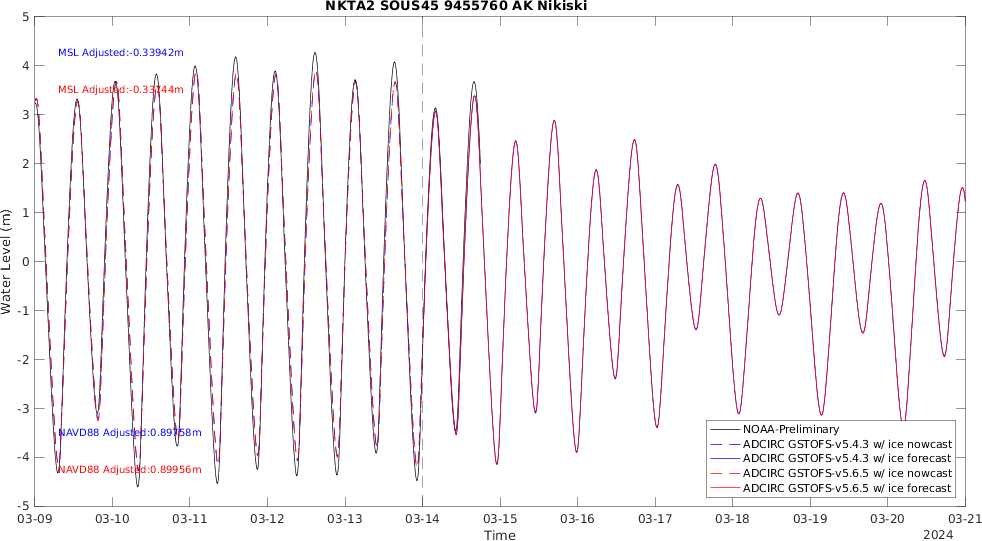 NKTA2 SOUS45 9455760 AK Nikiski
5
4
3
2
1
0
-1
-2
-3
-4
-5
Water Level (m)
MSL Adjusted:-0.33942m
MSL Adjusted:-0.33744m
NAVD88 Adjusted:0.89758m
NAVD88 Adjusted:0.89956m
NOAA-Preliminary
ADCIRC GSTOFS-v5.4.3 w/ ice nowcast
ADCIRC GSTOFS-v5.4.3 w/ ice forecast
ADCIRC GSTOFS-v5.6.5 w/ ice nowcast
ADCIRC GSTOFS-v5.6.5 w/ ice forecast
03-09 03-10 03-11 03-12 03-13 03-14 03-15 03-16 03-17 03-18 03-19 03-20 03-21
Time
2024